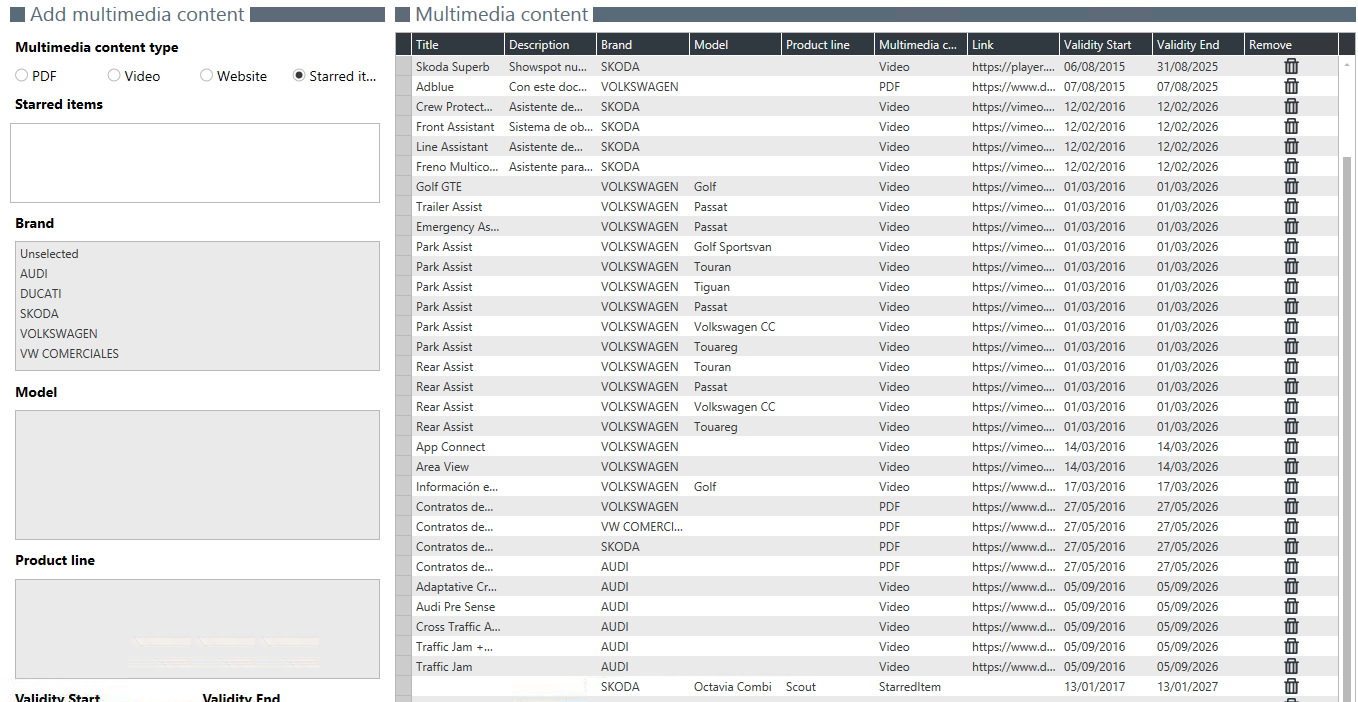 Add multimedia content
Multimedia content type
PDF Video Website Starred it...
Starred items
Brand
Unselected
AUDI
DUCATI
SKODA
VOLKSWAGEN
VW COMERCIALES
Model
Product line
Validity Start Validity End
Multimedia content
Title Description Brand Model Product line Multimedia c... Link Validity Start Validity End Remove
Skoda Superb Showspot nu... SKODA Video https://player.... 06/08/2015 31/08/2025
Adblue Con este doc... VOLKSWAGEN PDF https://www.d... 07/08/2015 07/08/2025
Crew Protect... Asistente de... SKODA Video https://vimeo.... 12/02/2016 12/02/2026
Front Assistant Sistema de ob... SKODA Video https://vimeo.... 12/02/2016 12/02/2026
Line Assistant Asistente de... SKODA Video https://vimeo.... 12/02/2016 12/02/2026
Freno Multico... Asistente para... SKODA Video https://vimeo.... 12/02/2016 12/02/2026
Golf GTE VOLKSWAGEN Golf Video https://vimeo.... 01/03/2016 01/03/2026
Trailer Assist VOLKSWAGEN Passat Video https://vimeo.... 01/03/2016 01/03/2026
Emergency As... VOLKSWAGEN Passat Video https://vimeo.... 01/03/2016 01/03/2026
Park Assist VOLKSWAGEN Golf Sportsvan Video https://vimeo.... 01/03/2016 01/03/2026
Park Assist VOLKSWAGEN Touran Video https://vimeo.... 01/03/2016 01/03/2026
Park Assist VOLKSWAGEN Tiguan Video https://vimeo.... 01/03/2016 01/03/2026
Park Assist VOLKSWAGEN Passat Video https://vimeo.... 01/03/2016 01/03/2026
Park Assist VOLKSWAGEN Volkswagen CC Video https://vimeo.... 01/03/2016 01/03/2026
Park Assist VOLKSWAGEN Touareg Video https://vimeo.... 01/03/2016 01/03/2026
Rear Assist VOLKSWAGEN Touran Video https://vimeo.... 01/03/2016 01/03/2026
Rear Assist VOLKSWAGEN Passat Video https://vimeo.... 01/03/2016 01/03/2026
Rear Assist VOLKSWAGEN Volkswagen CC Video https://vimeo.... 01/03/2016 01/03/2026
Rear Assist VOLKSWAGEN Touareg Video https://vimeo.... 01/03/2016 01/03/2026
App Connect VOLKSWAGEN Video https://vimeo.... 14/03/2016 14/03/2026
Area View VOLKSWAGEN Video https://vimeo.... 14/03/2016 14/03/2026
Información e... VOLKSWAGEN Golf Video https://www.d... 17/03/2016 17/03/2026
Contratos de... VOLKSWAGEN PDF https://www.d... 27/05/2016 27/05/2026
Contratos de... VW COMERCI... PDF https://www.d... 27/05/2016 27/05/2026
Contratos de... SKODA PDF https://www.d... 27/05/2016 27/05/2026
Contratos de... AUDI PDF https://www.d... 27/05/2016 27/05/2026
Adaptative Cr... AUDI Video https://www.d... 05/09/2016 05/09/2026
Audi Pre Sense AUDI Video https://www.d... 05/09/2016 05/09/2026
Cross Traffic A... AUDI Video https://www.d... 05/09/2016 05/09/2026
Traffic Jam +... AUDI Video https://www.d... 05/09/2016 05/09/2026
Traffic Jam AUDI Video https://www.d... 05/09/2016 05/09/2026
SKODA Octavia Combi Scout StarredItem 13/01/2017 13/01/2027